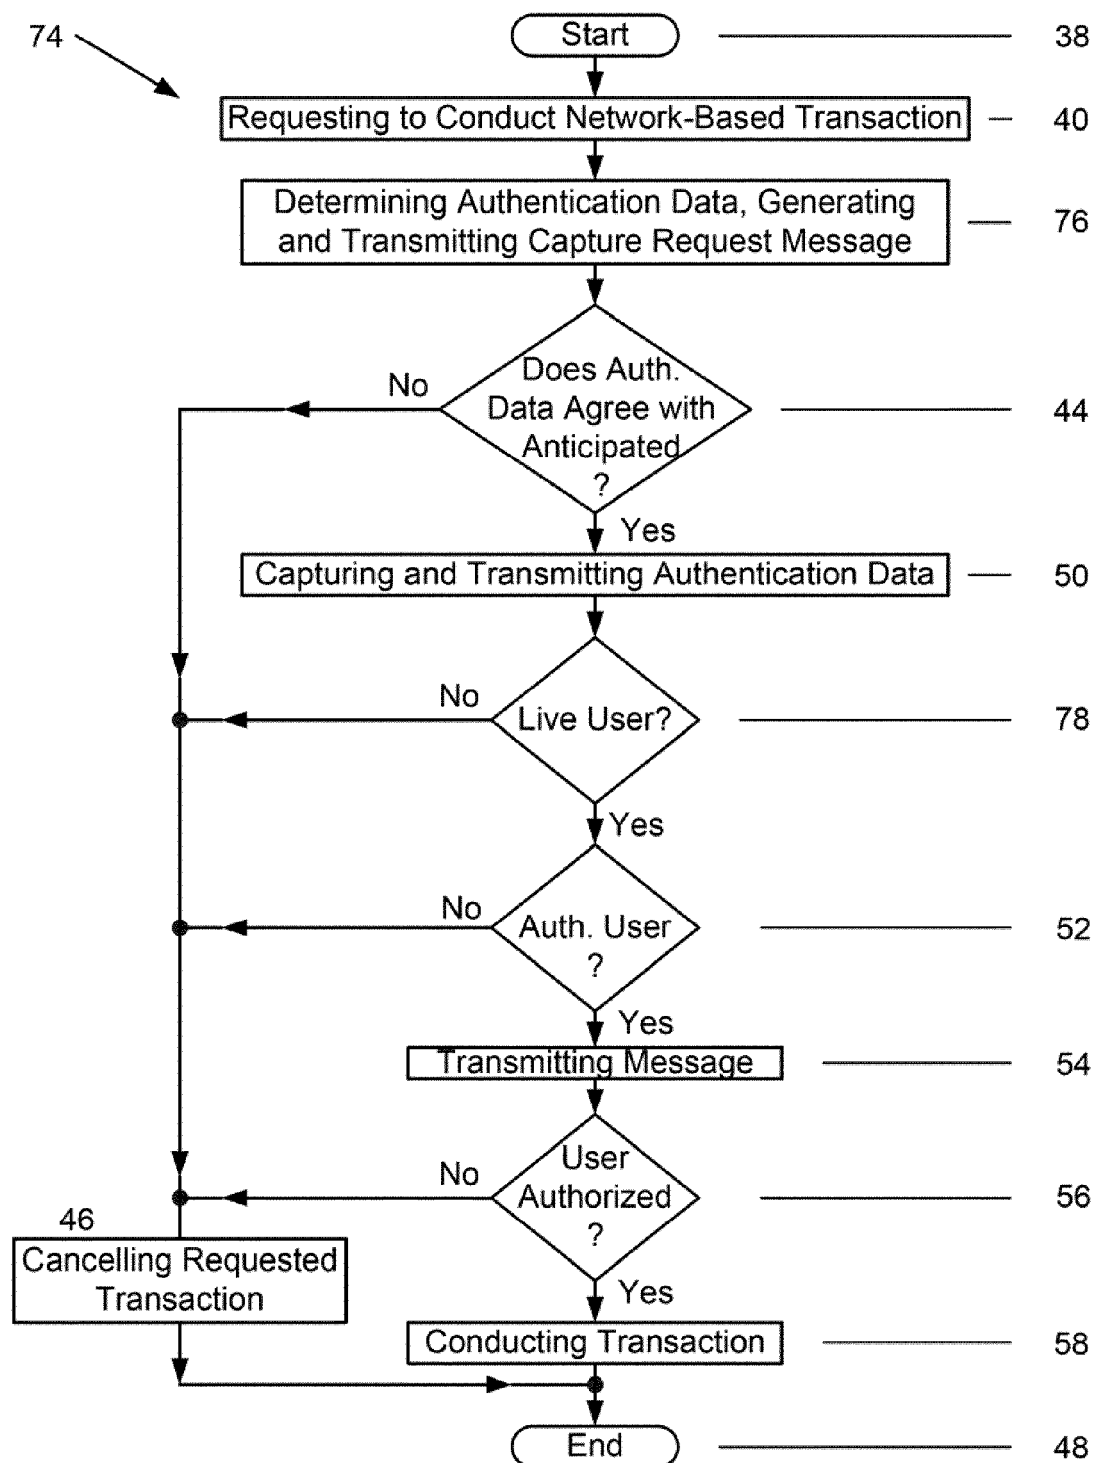 74
Start
38
Requesting to Conduct Network-Based Transaction
40
Determining Authentication Data, Generating
and Transmitting Capture Request Message
76
No
Does Auth.
Data Agree with
Anticipated
?
44
Yes
Capturing and Transmitting Authentication Data
50
No
Live User?
78
Yes
No
Auth. User
?
52
Yes
Transmitting Message
54
No
User
Authorized
?
56
46
Cancelling Requested
Transaction
Yes
Conducting Transaction
58
End
48